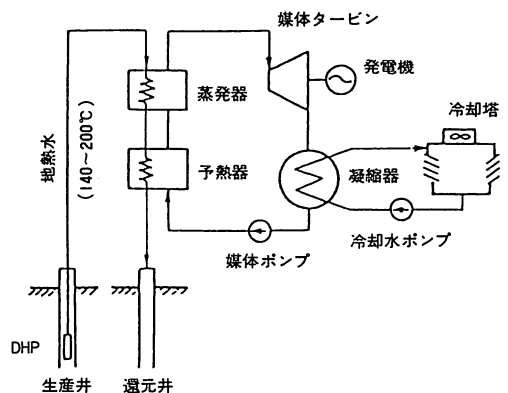 媒体タービン
発電機
蒸発器
冷却塔
地熱水
(140～200℃)
予熱器
凝縮器
冷却水ポンプ
媒体ポンプ
DHP
生産井
還元井